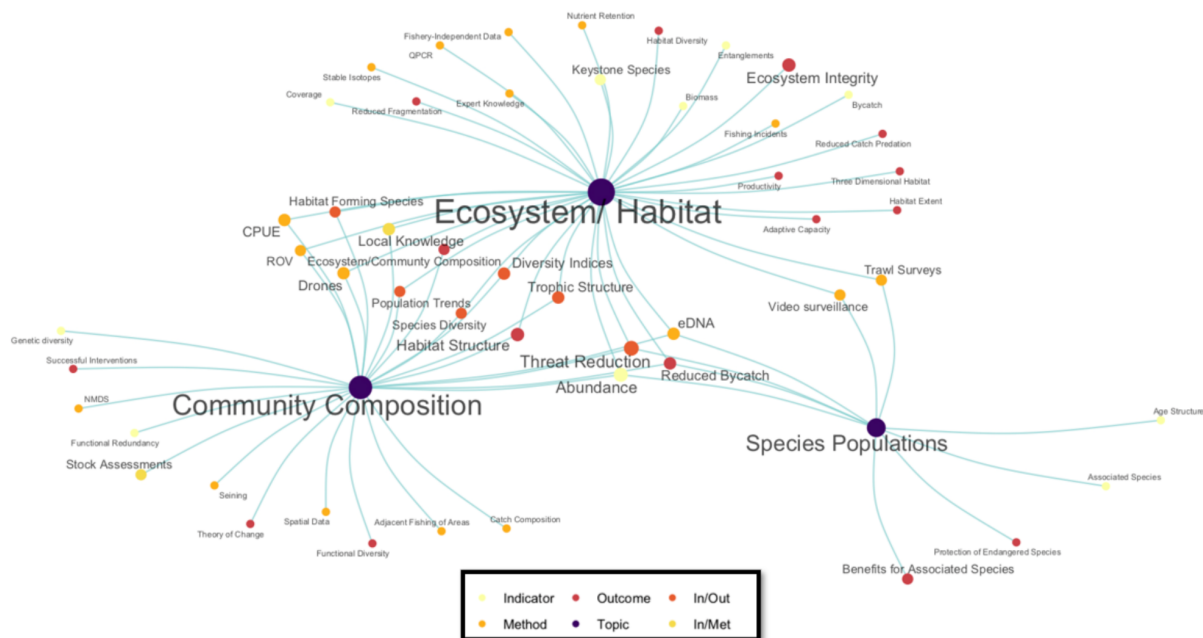 Nutrient Retention
Fishery-Independent Data
Habitat Diversity
QPCR
Entanglements
Keystone Species
Stable Isotopes
Ecosystem Integrity
Coverage
Expert Knowledge
Biomass
Bycatch
Reduced Fragmentation
Fishing Incidents
Reduced Catch Predation
Productivity
Three Dimensional Habitat
Habitat Forming Species
Ecosystem/ Habitat
Habitat Extent
CPUE
Adaptive Capacity
Local Knowledge
ROV
Ecosystem/Communty Composition
Diversity Indices
Trawl Surveys
Drones
Trophic Structure
Population Trends
Video surveillance
Species Diversity
eDNA
Genetic diversity
Habitat Structure
Successful Interventions
Threat Reduction
Reduced Bycatch
Abundance
NMDS
Community Composition
Age Structure
Functional Redundancy
Species Populations
Stock Assessments
Associated Species
Seining
Spatial Data
Adjacent Fishing of Areas
Catch Composition
Theory of Change
Functional Diversity
Protection of Endangered Species
Benefits for Associated Species
Indicator Outcome In/Out
Method Topic In/Met